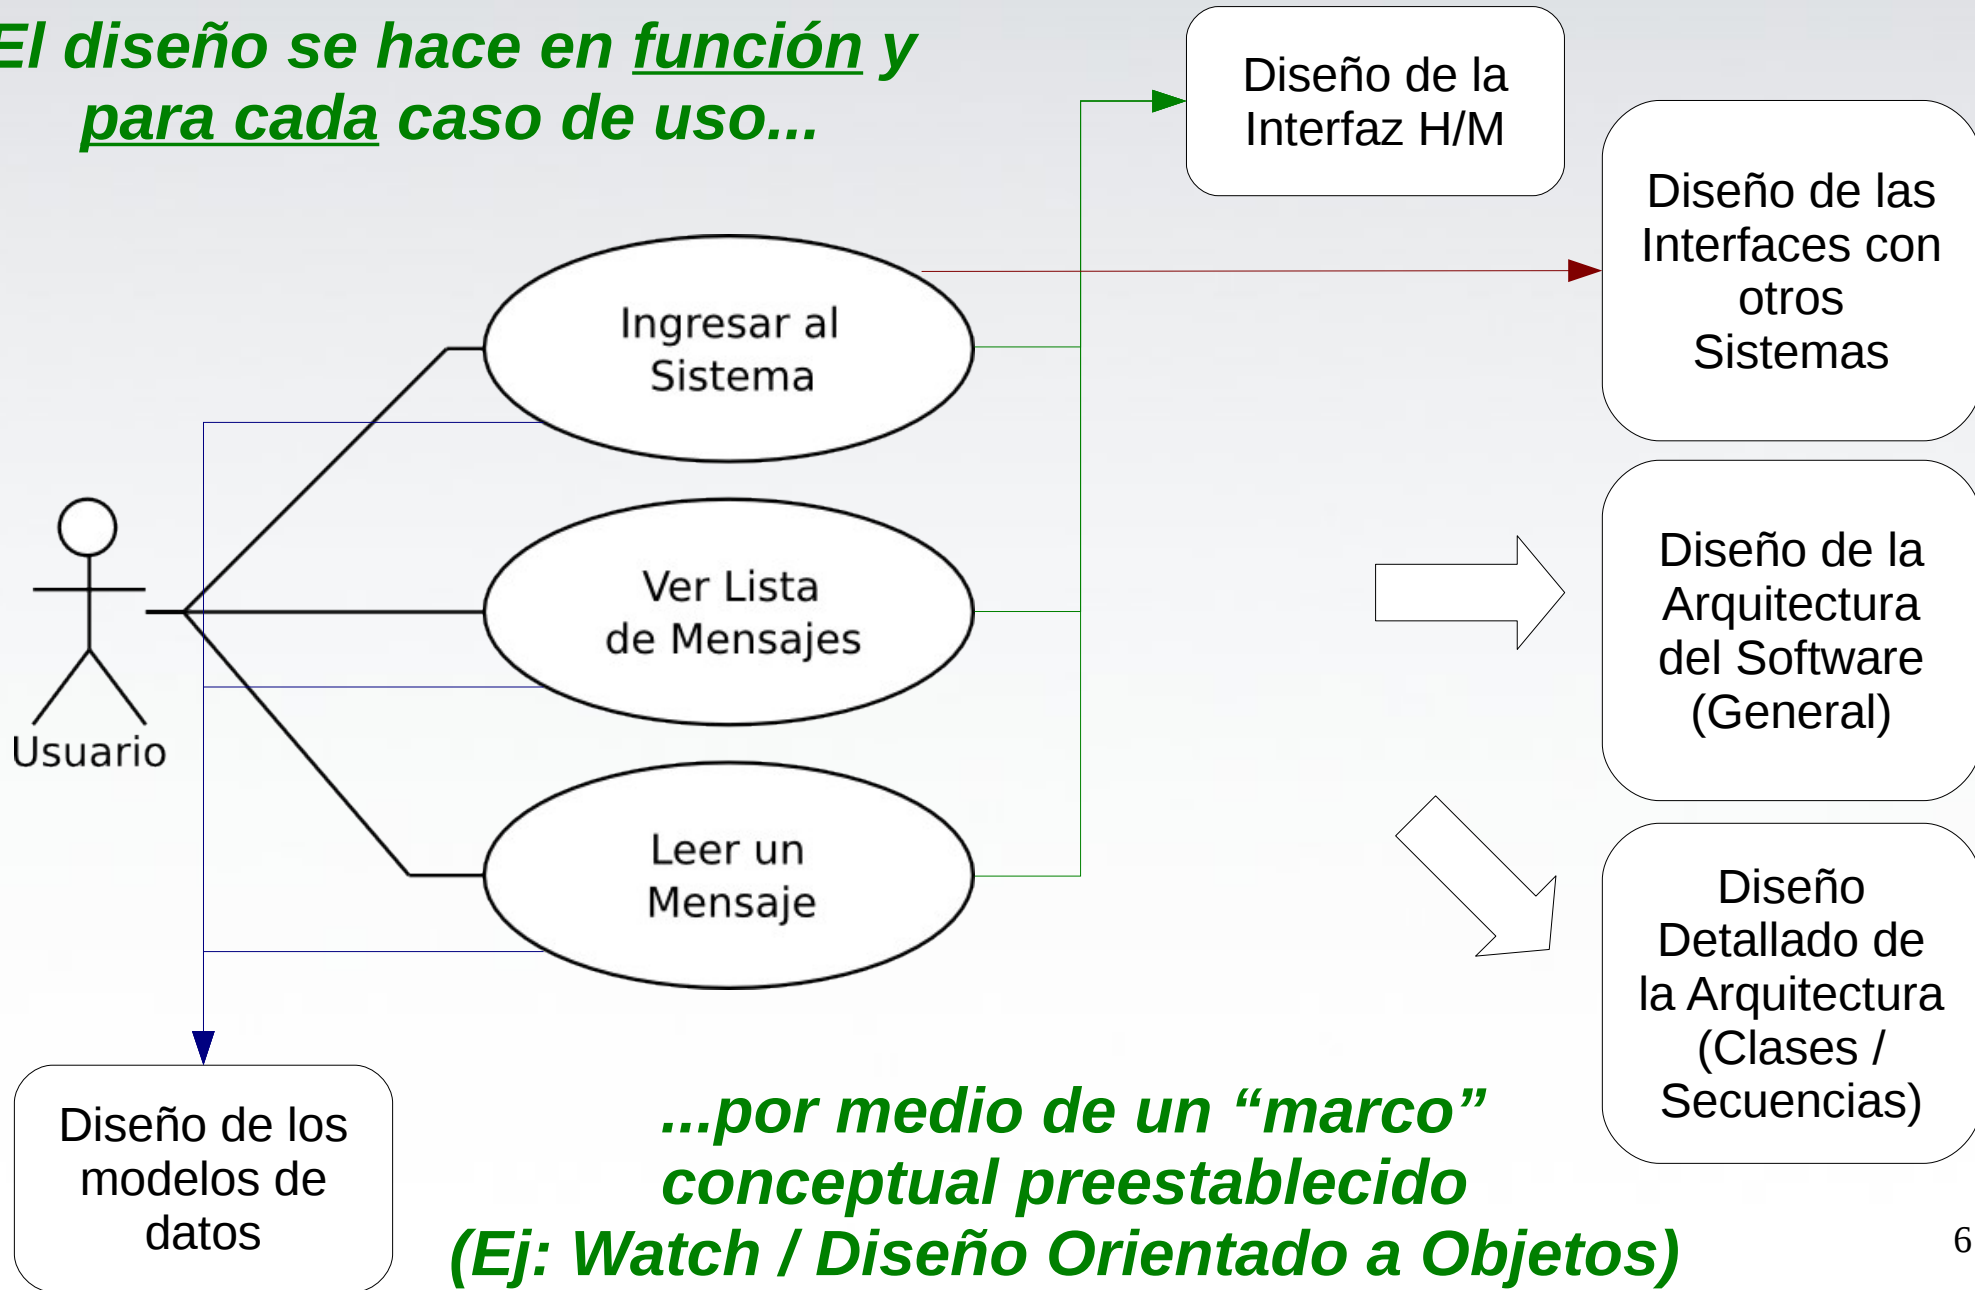 El diseño se hace en función y
para cada caso de uso...
Diseño de la
Interfaz H/M
Diseño de las
Interfaces con
otros
Sistemas
Ingresar al
Sistema
Ver Lista
de Mensajes
Leer un
Mensaje
Usuario
Diseño de la
Arquitectura
del Software
(General)
Diseño
Detallado de
la Arquitectura
(Clases /
Secuencias)
Diseño de los
modelos de
datos
...por medio de un “marco”
conceptual preestablecido
(Ej: Watch / Diseño Orientado a Objetos)
6